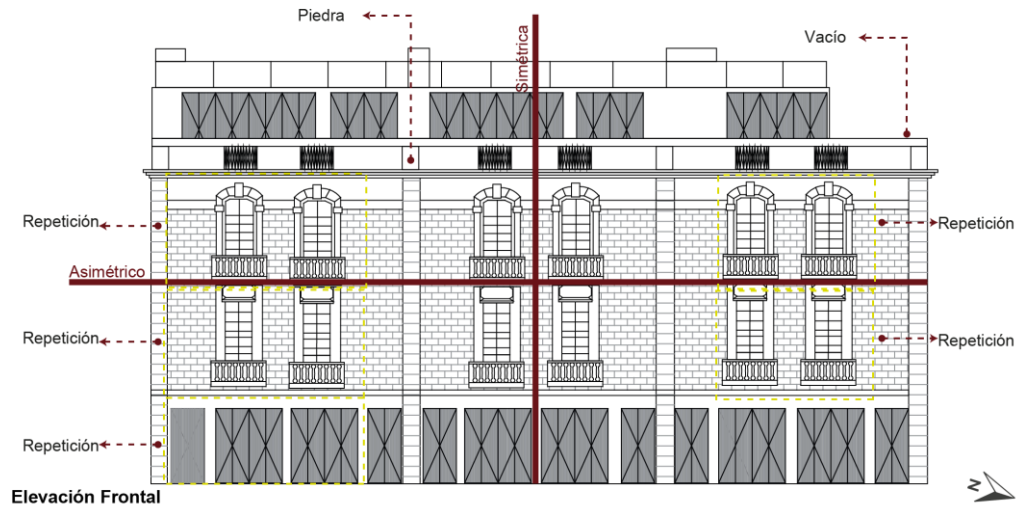 Piedra
Vacío
Simétrica
Repetición
Repetición
Asimétrico
Repetición
Repetición
Repetición
Elevación Frontal
N